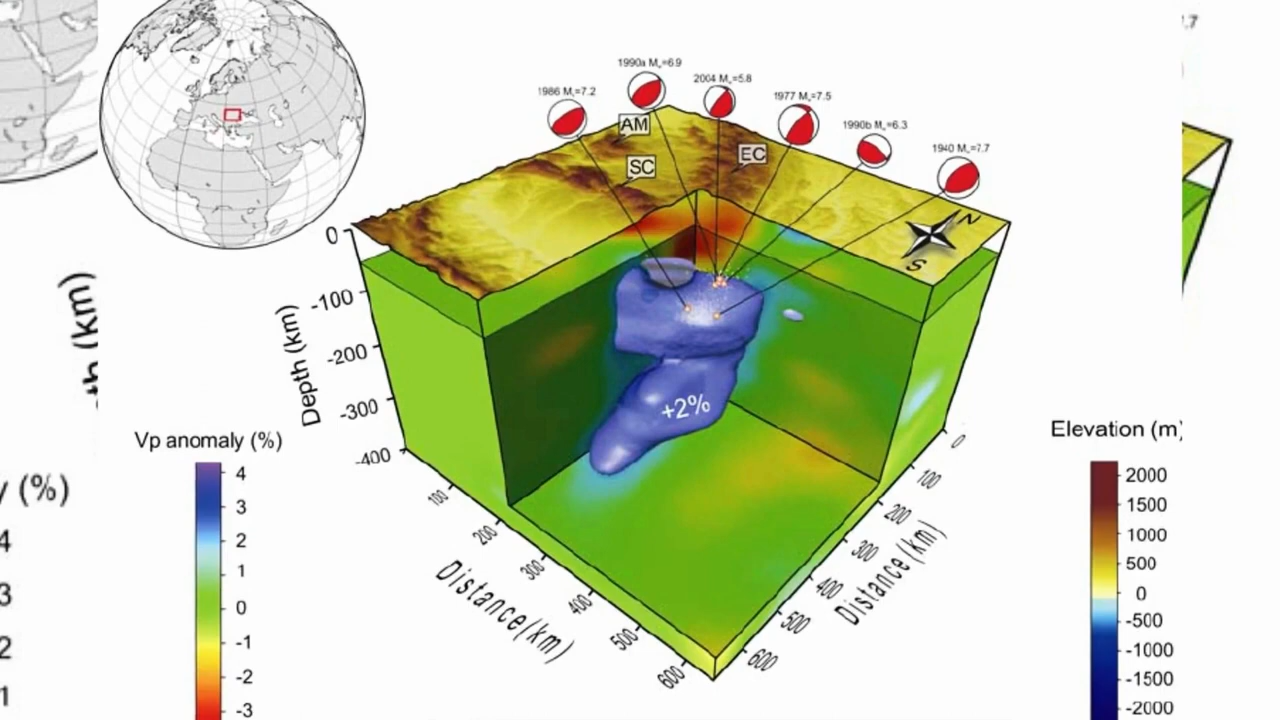 1990a Mw=6.9
2004 Mw=5.8
1986 Mw=7.2
1977 Mw=7.5
1990b Mw=6.3
1940 Mw=7.7
AM
SC
EC
N
S
Depth (km)
0
-100
-200
-300
-400
+2%
100
200
300
400
500
600
Distance(km)
0
100
200
300
400
500
600
Distance (km)
Vp anomaly (%)
4
3
2
1
0
-1
-2
-3
Elevation (m)
2000
1500
1000
500
0
-500
-1000
-1500
-2000
(km)
(%)
4
3
2
1